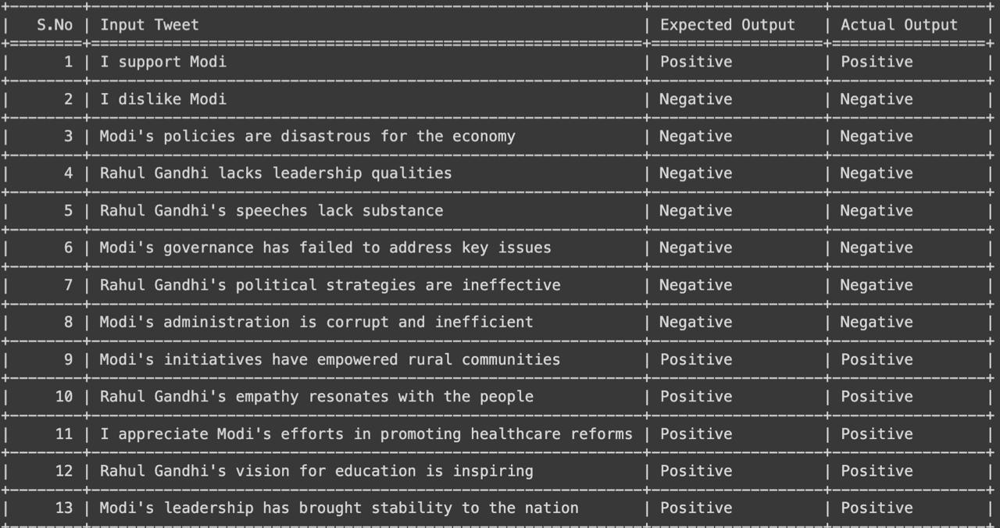 S.No | Input Tweet | Expected Output | Actual Output
1 | I support Modi | Positive | Positive
2 | I dislike Modi | Negative | Negative
3 | Modi's policies are disastrous for the economy | Negative | Negative
4 | Rahul Gandhi lacks leadership qualities | Negative | Negative
5 | Rahul Gandhi's speeches lack substance | Negative | Negative
6 | Modi's governance has failed to address key issues | Negative | Negative
7 | Rahul Gandhi's political strategies are ineffective | Negative | Negative
8 | Modi's administration is corrupt and inefficient | Negative | Negative
9 | Modi's initiatives have empowered rural communities | Positive | Positive
10 | Rahul Gandhi's empathy resonates with the people | Positive | Positive
11 | I appreciate Modi's efforts in promoting healthcare reforms | Positive | Positive
12 | Rahul Gandhi's vision for education is inspiring | Positive | Positive
13 | Modi's leadership has brought stability to the nation | Positive | Positive